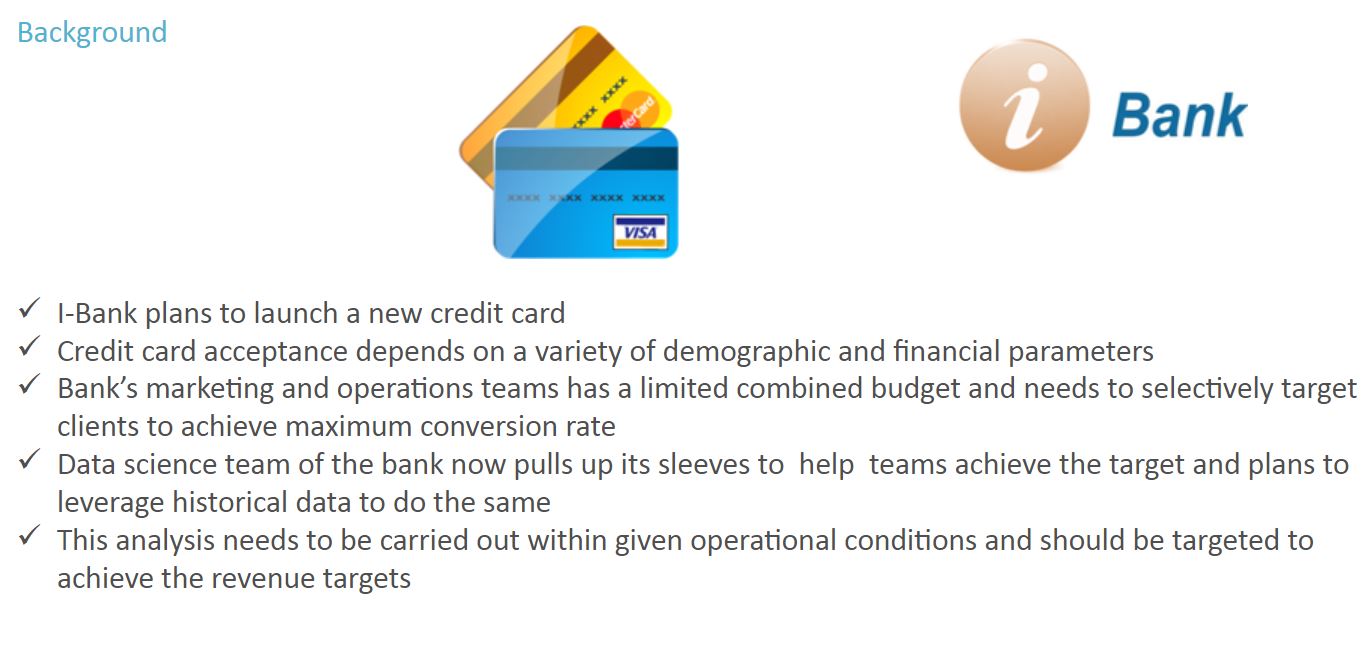 Background
xxxx xxxx
terCard
xxxx xxxx xxxx xxxx
VISA
i Bank
✓ I-Bank plans to launch a new credit card
✓ Credit card acceptance depends on a variety of demographic and financial parameters
✓ Bank’s marketing and operations teams has a limited combined budget and needs to selectively target
clients to achieve maximum conversion rate
✓ Data science team of the bank now pulls up its sleeves to  help  teams achieve the target and plans to
leverage historical data to do the same
✓ This analysis needs to be carried out within given operational conditions and should be targeted to
achieve the revenue targets